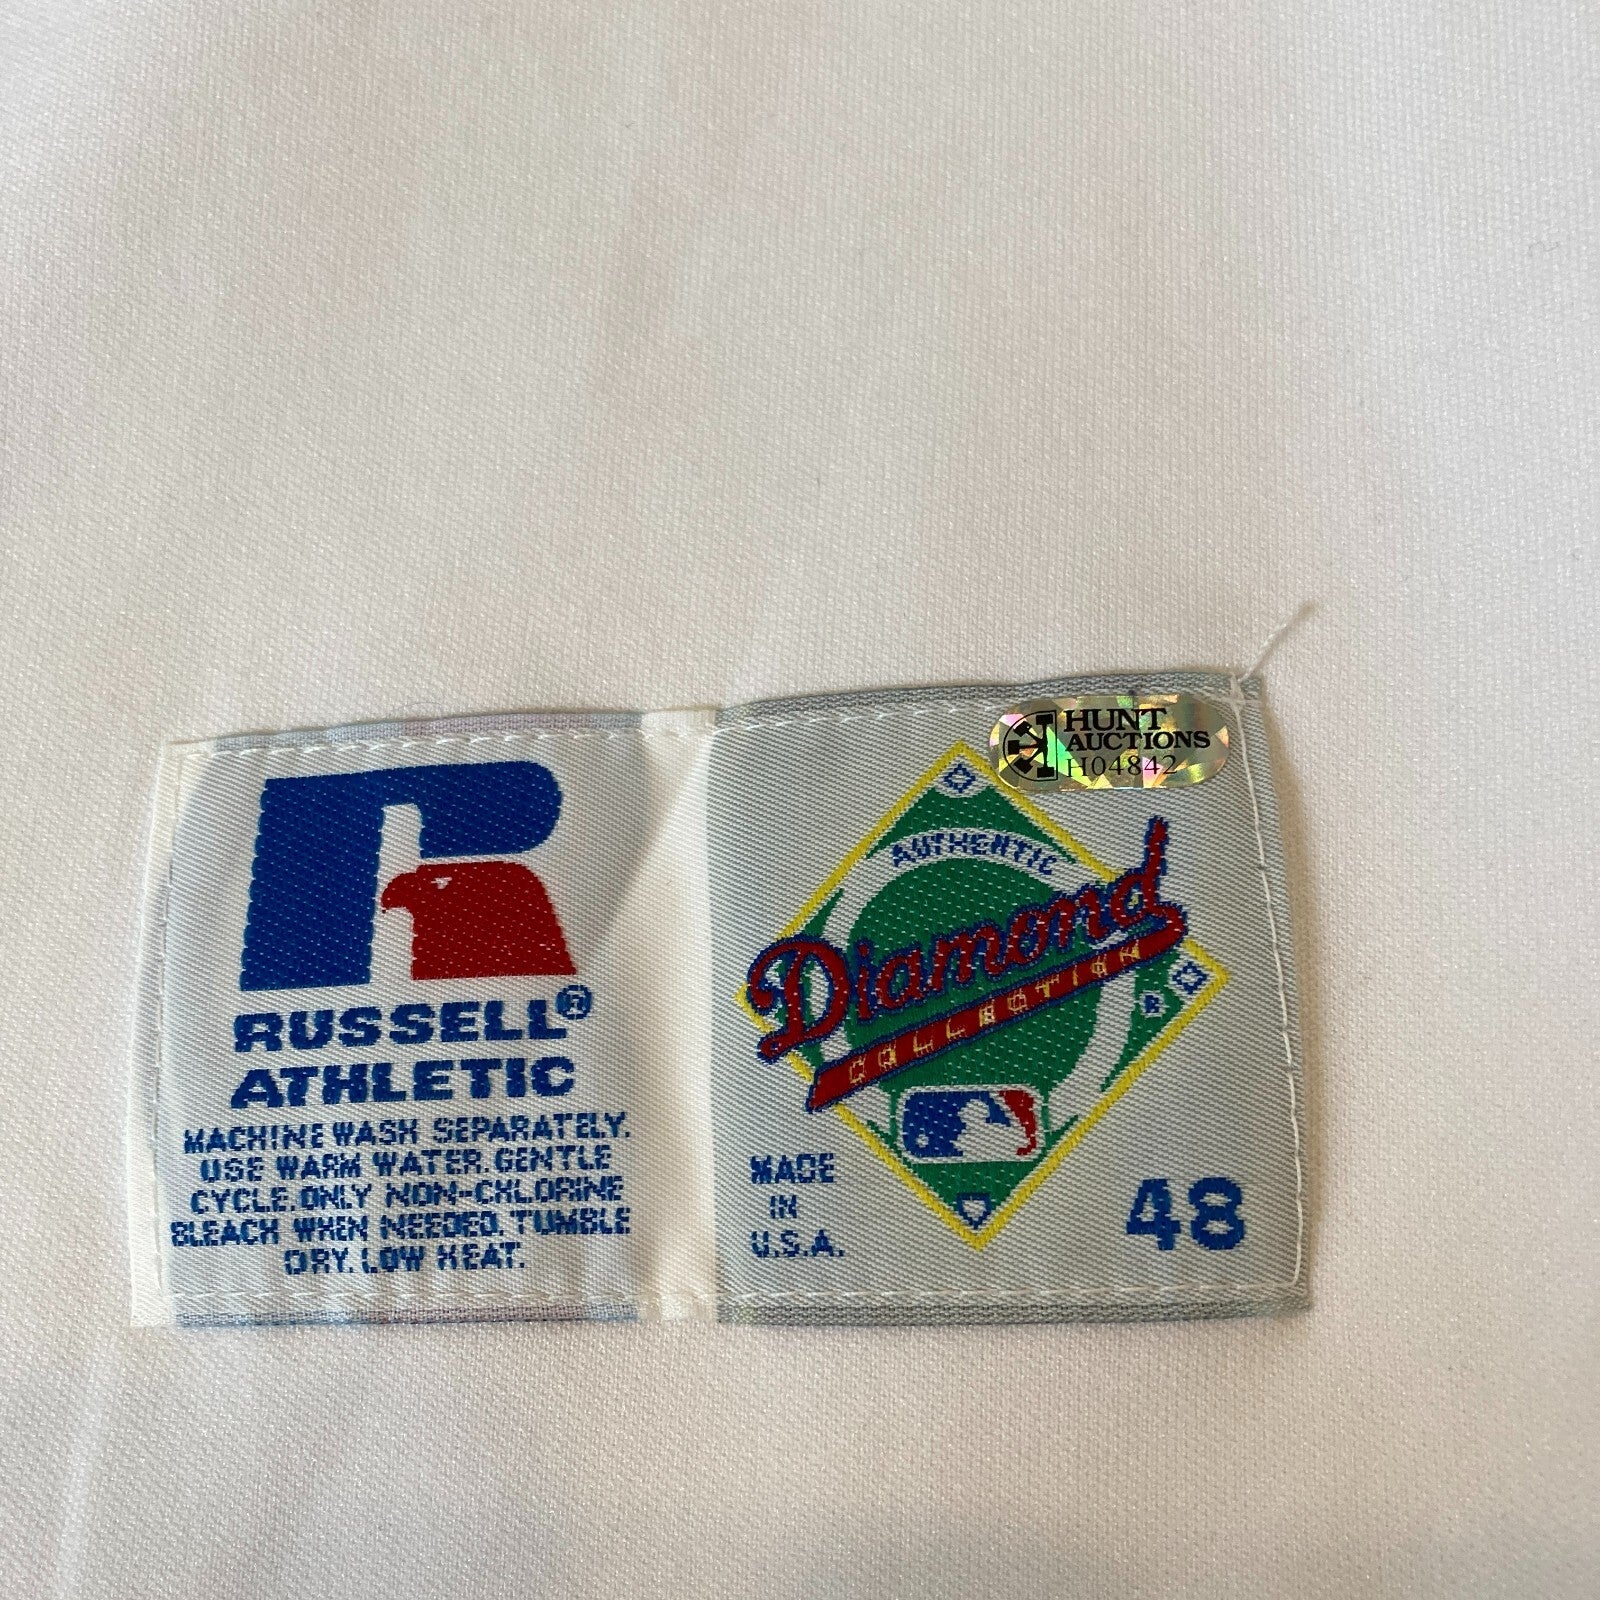 RUSSELL®
ATHLETIC
MACHINE WASH SEPARATELY.
USE WARM WATER. GENTLE
CYCLE. ONLY NON-CHLORINE
BLEACH WHEN NEEDED. TUMBLE
DRY. LOW HEAT.
HUNT
AUCTIONS
H04842
AUTHENTIC
Diamond
COLLECTION
R
MADE
IN
U.S.A.
48